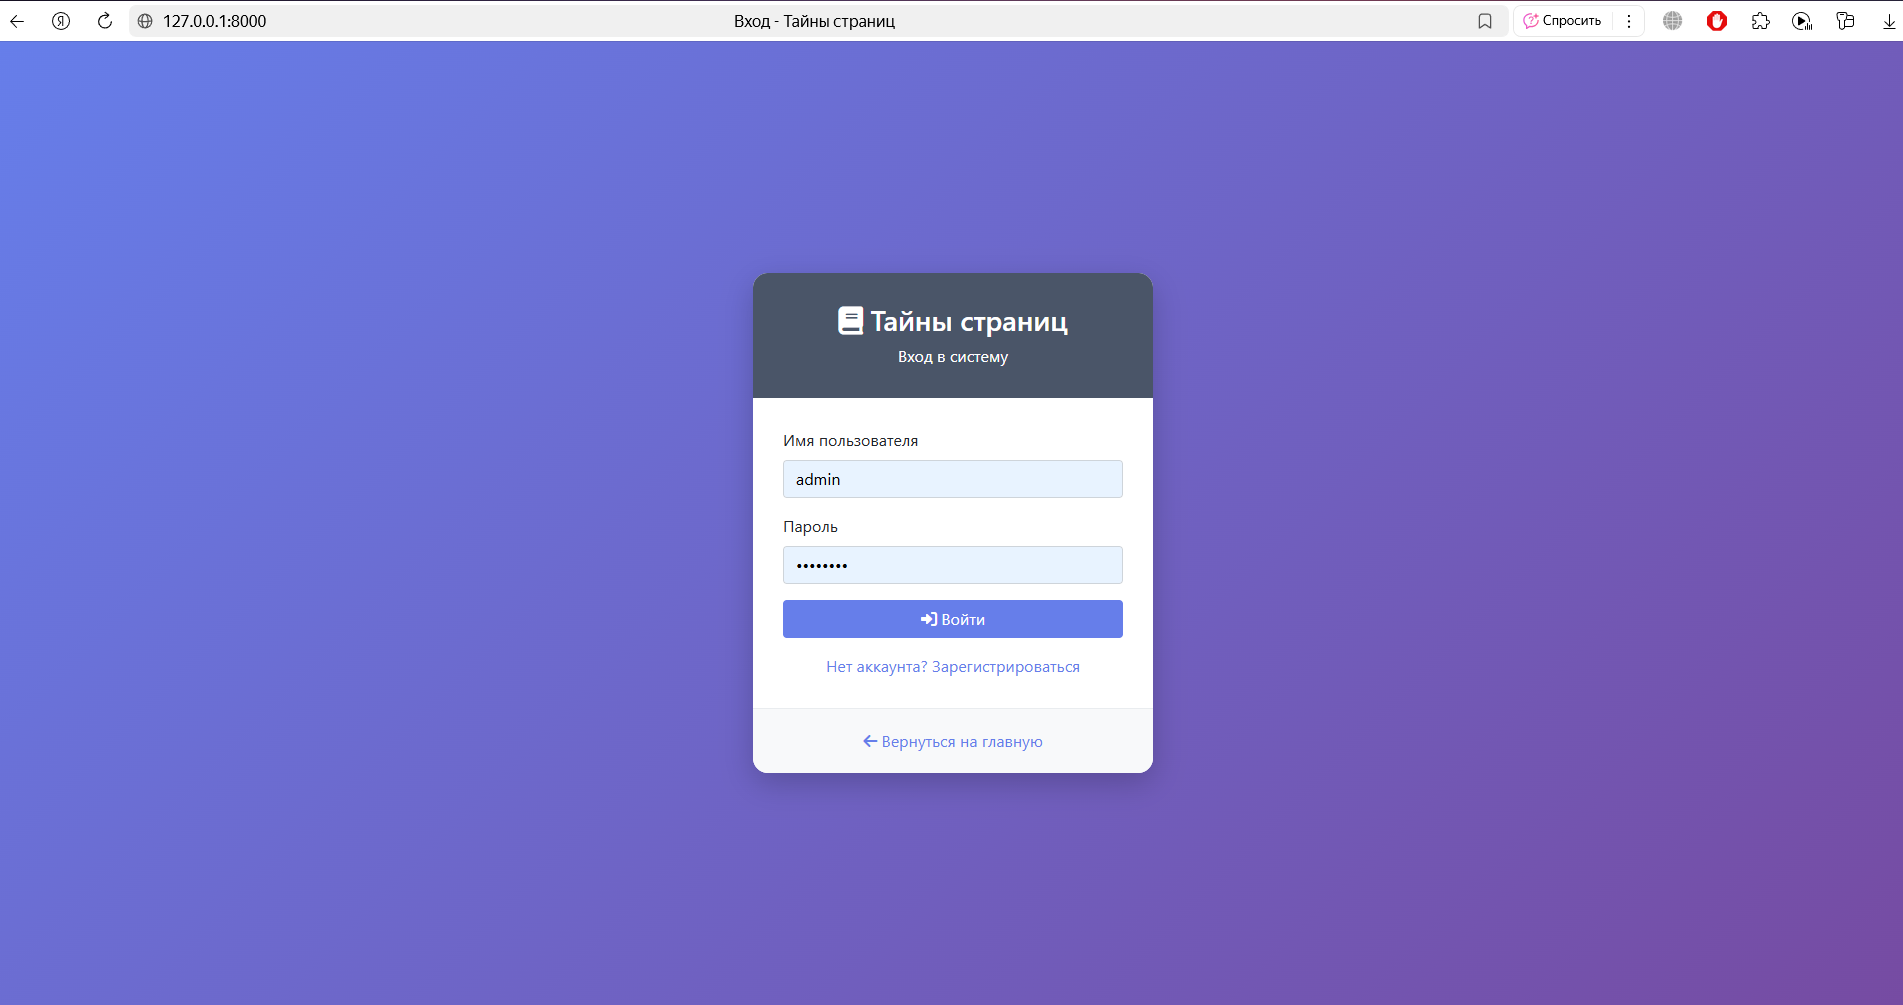 127.0.0.1:8000 Вход - Тайны страниц Спросить
Тайны страниц
Вход в систему
Имя пользователя
admin
Пароль
••••••••
Войти
Нет аккаунта? Зарегистрироваться
Вернуться на главную